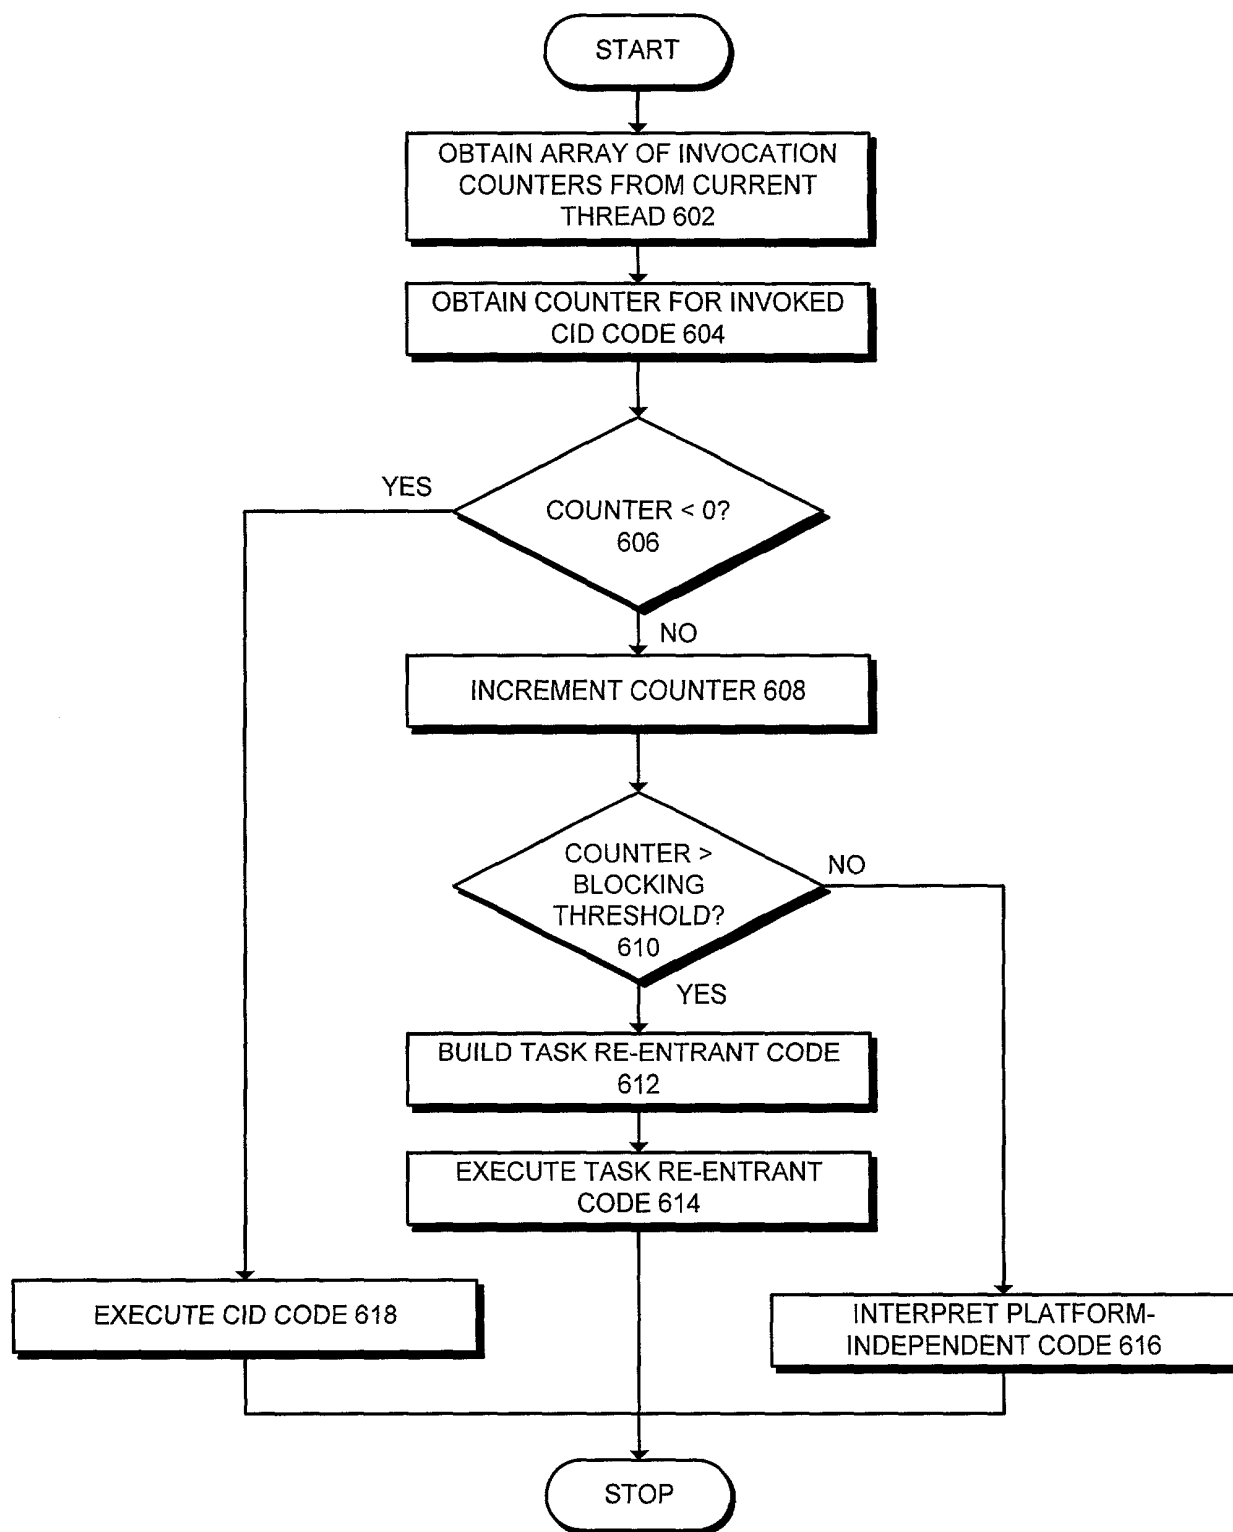 START
OBTAIN ARRAY OF INVOCATION
COUNTERS FROM CURRENT
THREAD 602
OBTAIN COUNTER FOR INVOKED
CID CODE 604
YES
COUNTER < 0?
606
NO
INCREMENT COUNTER 608
COUNTER >
BLOCKING
THRESHOLD?
610
NO
YES
BUILD TASK RE-ENTRANT CODE
612
EXECUTE TASK RE-ENTRANT
CODE 614
EXECUTE CID CODE 618
INTERPRET PLATFORM-
INDEPENDENT CODE 616
STOP